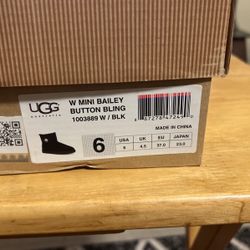 W MINI BAILEY
BUTTON BLING
1003889 W / BLK
UGG
australia
MADE IN CHINA
6
USA UK EU JAPAN
6 4.5 37.0 23.0